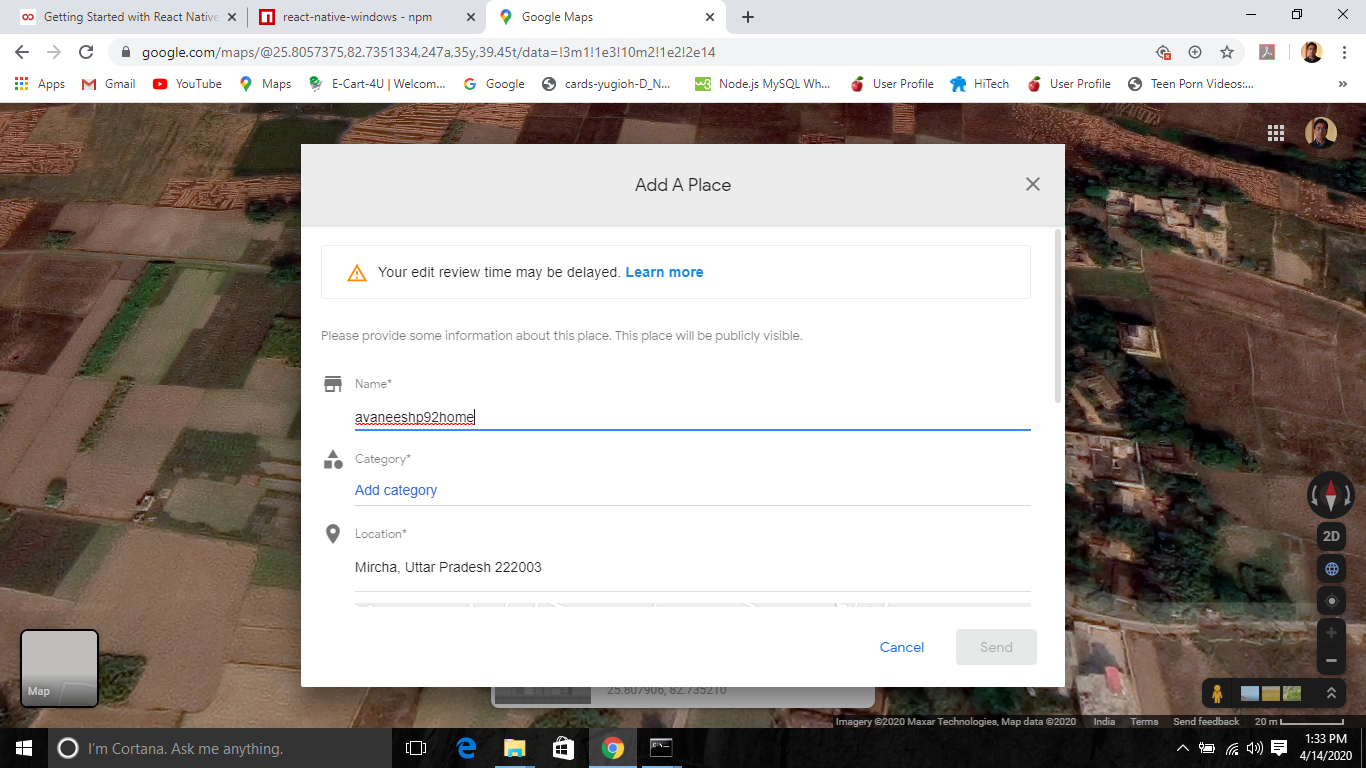 Getting Started with React Native
react-native-windows - npm
Google Maps
google.com/maps/@25.8057375,82.7351334,247a,35y,39.45t/data=!3m1!1e3!10m2!1e2!2e14
Apps
Gmail
YouTube
Maps
E-Cart-4U | Welcom...
Google
cards-yugioh-D_N...
Node.js MySQL Wh...
User Profile
HiTech
User Profile
Teen Porn Videos:...
»
Add A Place
Your edit review time may be delayed. Learn more
Please provide some information about this place. This place will be publicly visible.
Name*
avaneeshp92home
Category*
Add category
Location*
Mircha, Uttar Pradesh 222003
Cancel
Send
25.807906, 82.735210
2D
Map
Imagery ©2020 Maxar Technologies, Map data ©2020
India
Terms
Send feedback
20 m
I'm Cortana. Ask me anything.
1:33 PM
4/14/2020